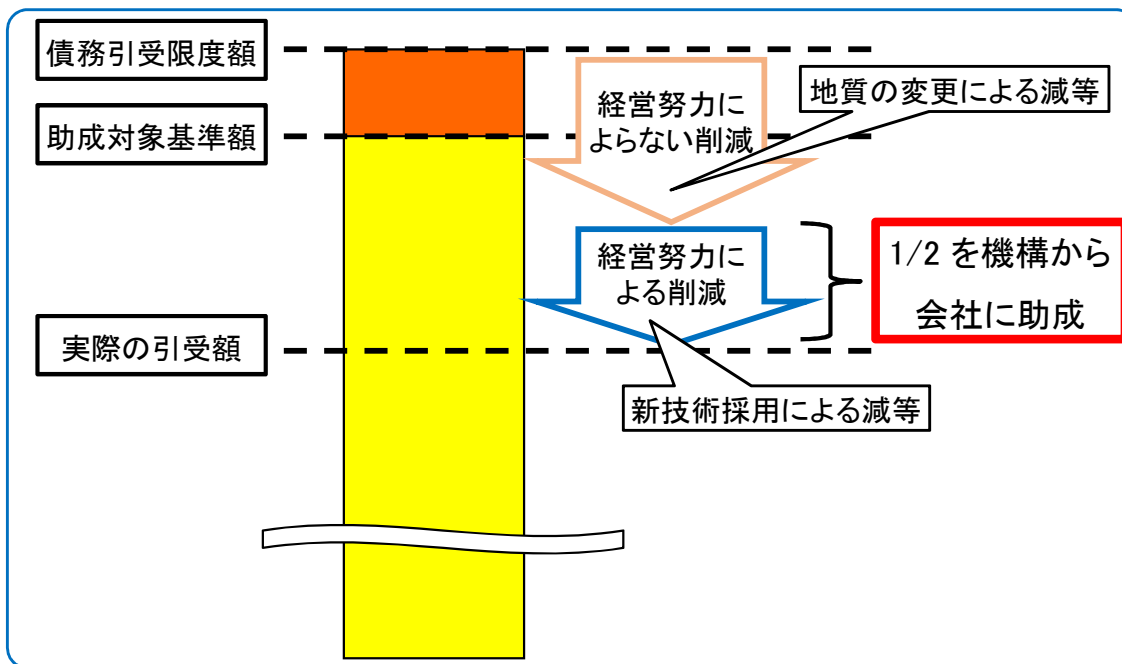 債務引受限度額
助成対象基準額
実際の引受額
経営努力に
よらない削減
地質の変更による減等
経営努力に
よる削減
新技術採用による減等
1/2 を機構から
会社に助成